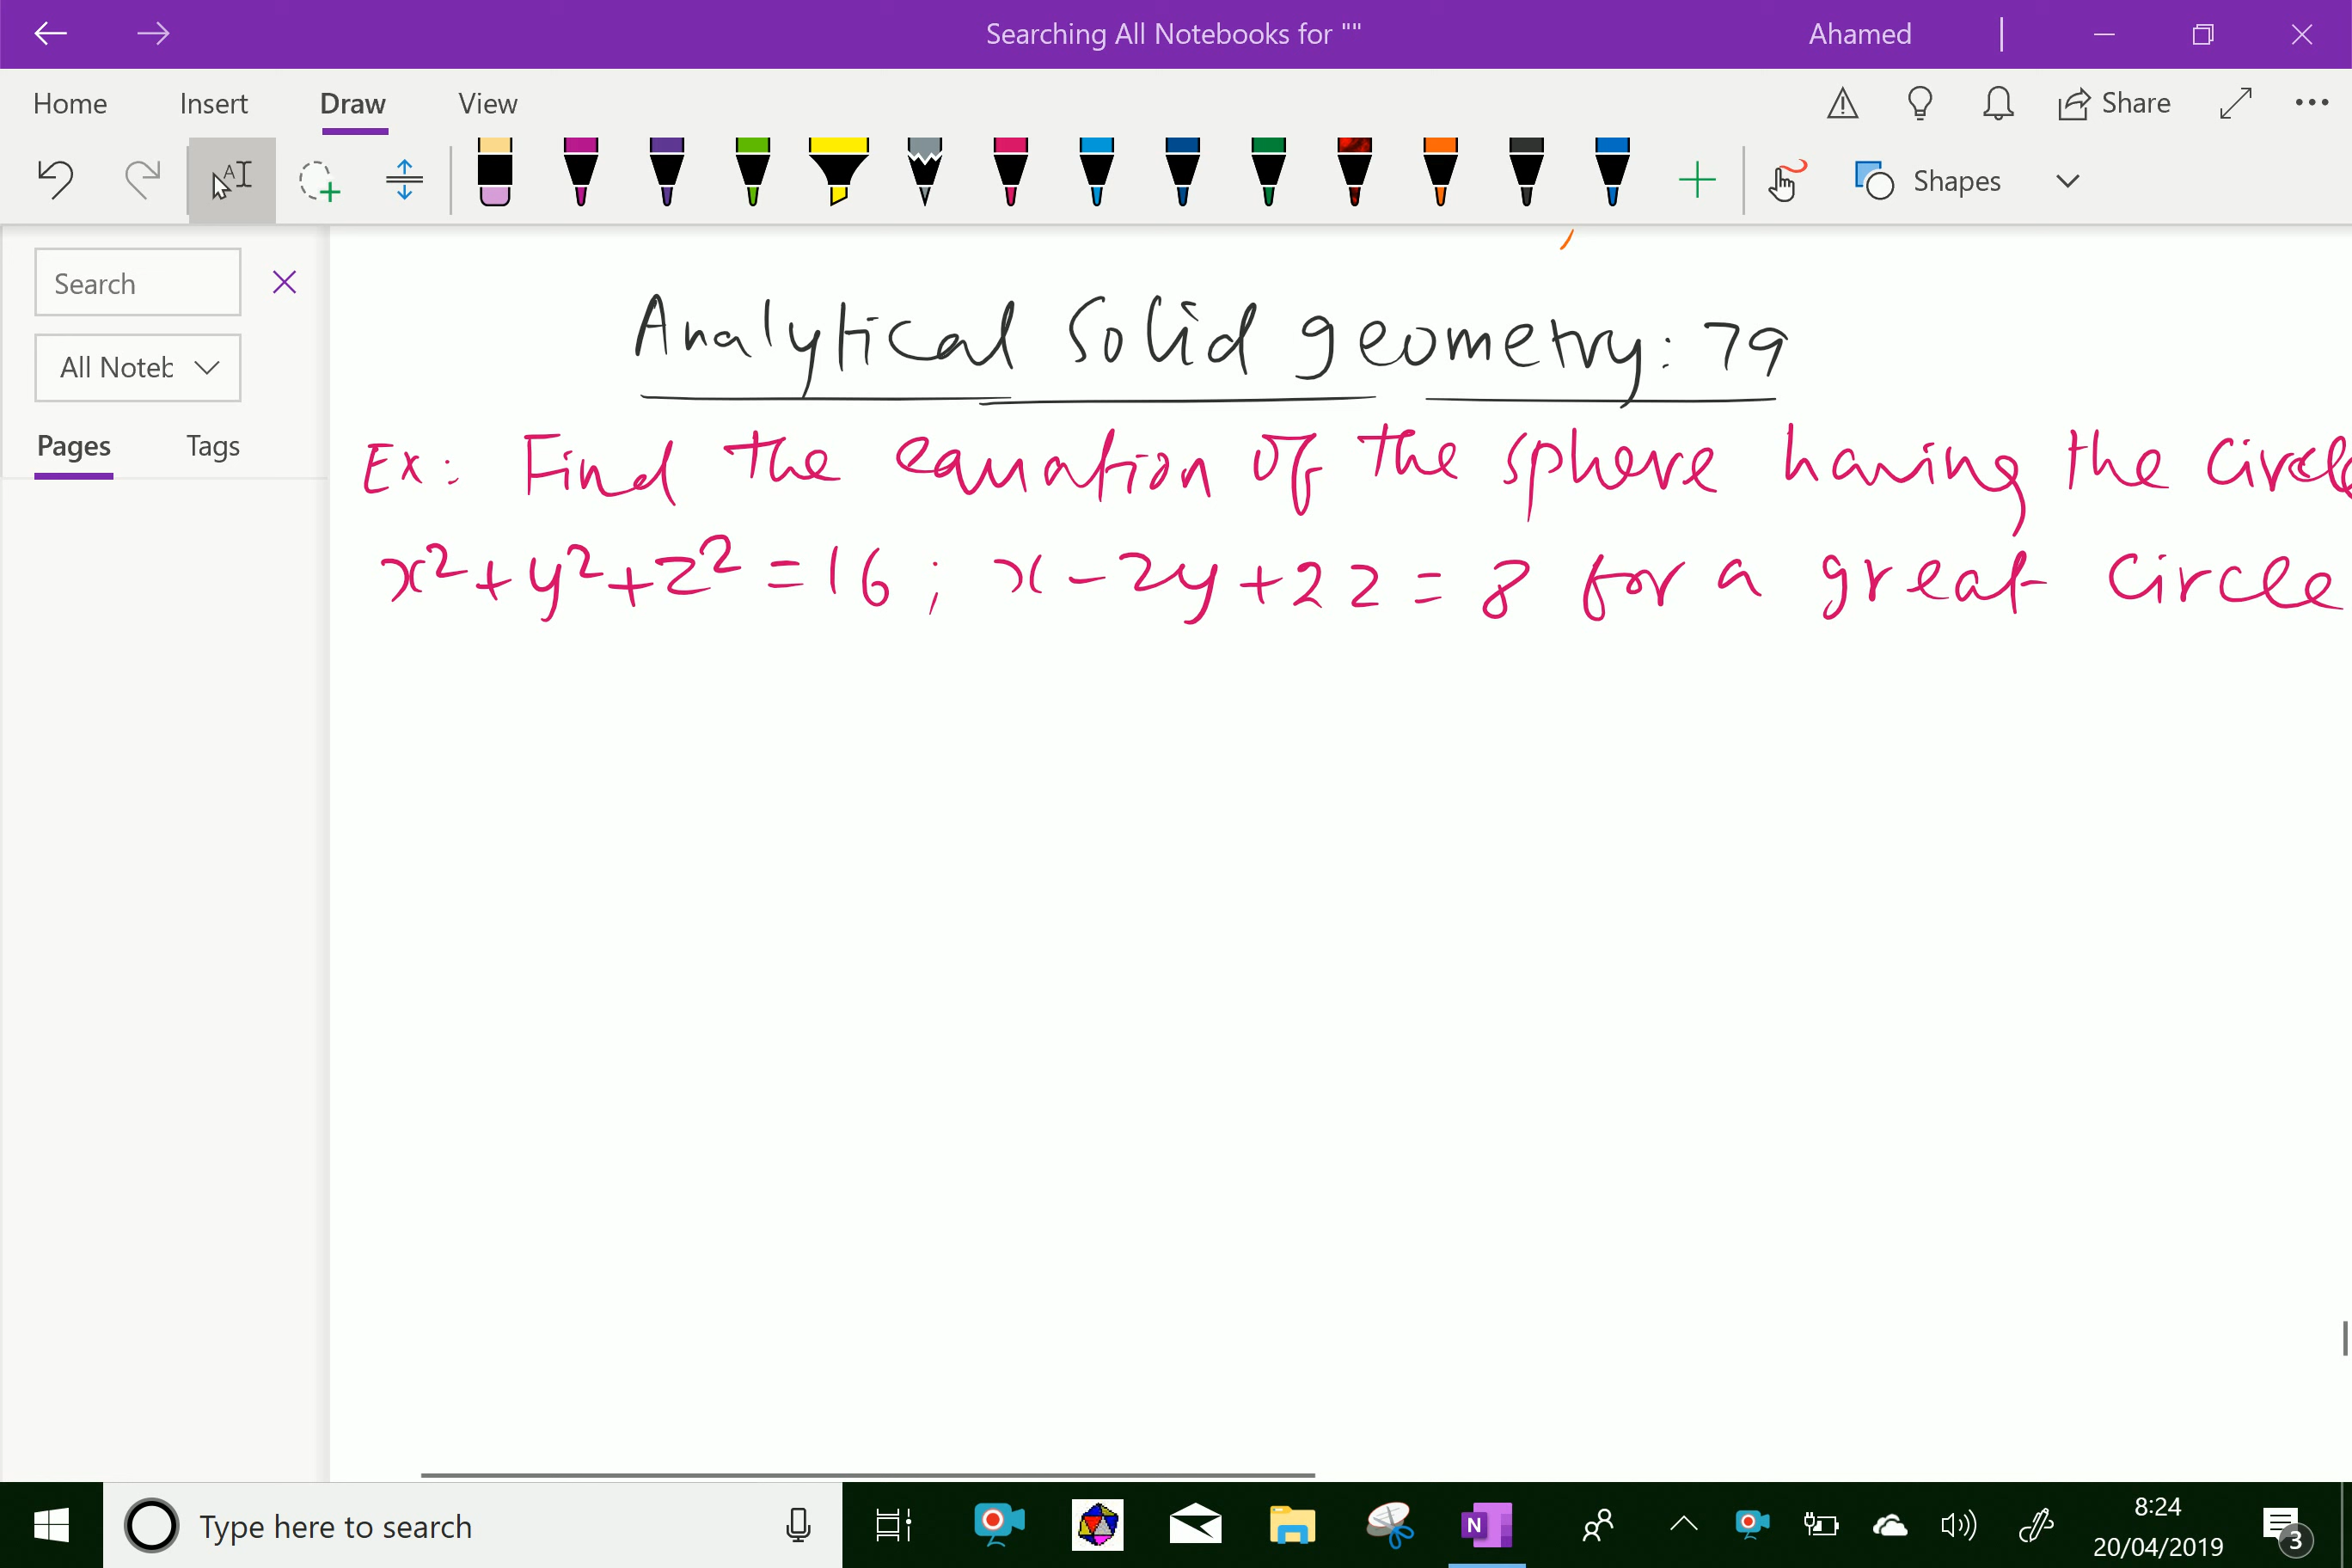 Searching All Notebooks for ""
Ahamed
Home Insert Draw View
Share
Shapes
Search
All Noteb
Pages Tags
Analytical Solid geometry: 79
Ex: Find the equation of the sphere having the circle
x²+y²+z² = 16 ; x - 2y + 2z = 8 for a great circle
Type here to search
N
8:24
20/04/2019
3